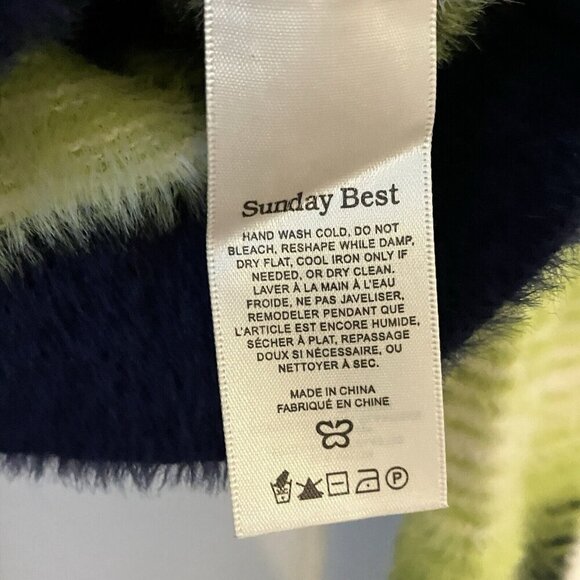 Sunday Best
HAND WASH COLD, DO NOT
BLEACH, RESHAPE WHILE DAMP,
DRY FLAT, COOL IRON ONLY IF
NEEDED, OR DRY CLEAN.
LAVER À LA MAIN À L'EAU
FROIDE, NE PAS JAVELISER,
REMODELER PENDANT QUE
L'ARTICLE EST ENCORE HUMIDE,
SÉCHER À PLAT, REPASSAGE
DOUX SI NÉCESSAIRE, OU
NETTOYER À SEC.
MADE IN CHINA
FABRIQUÉ EN CHINE
P